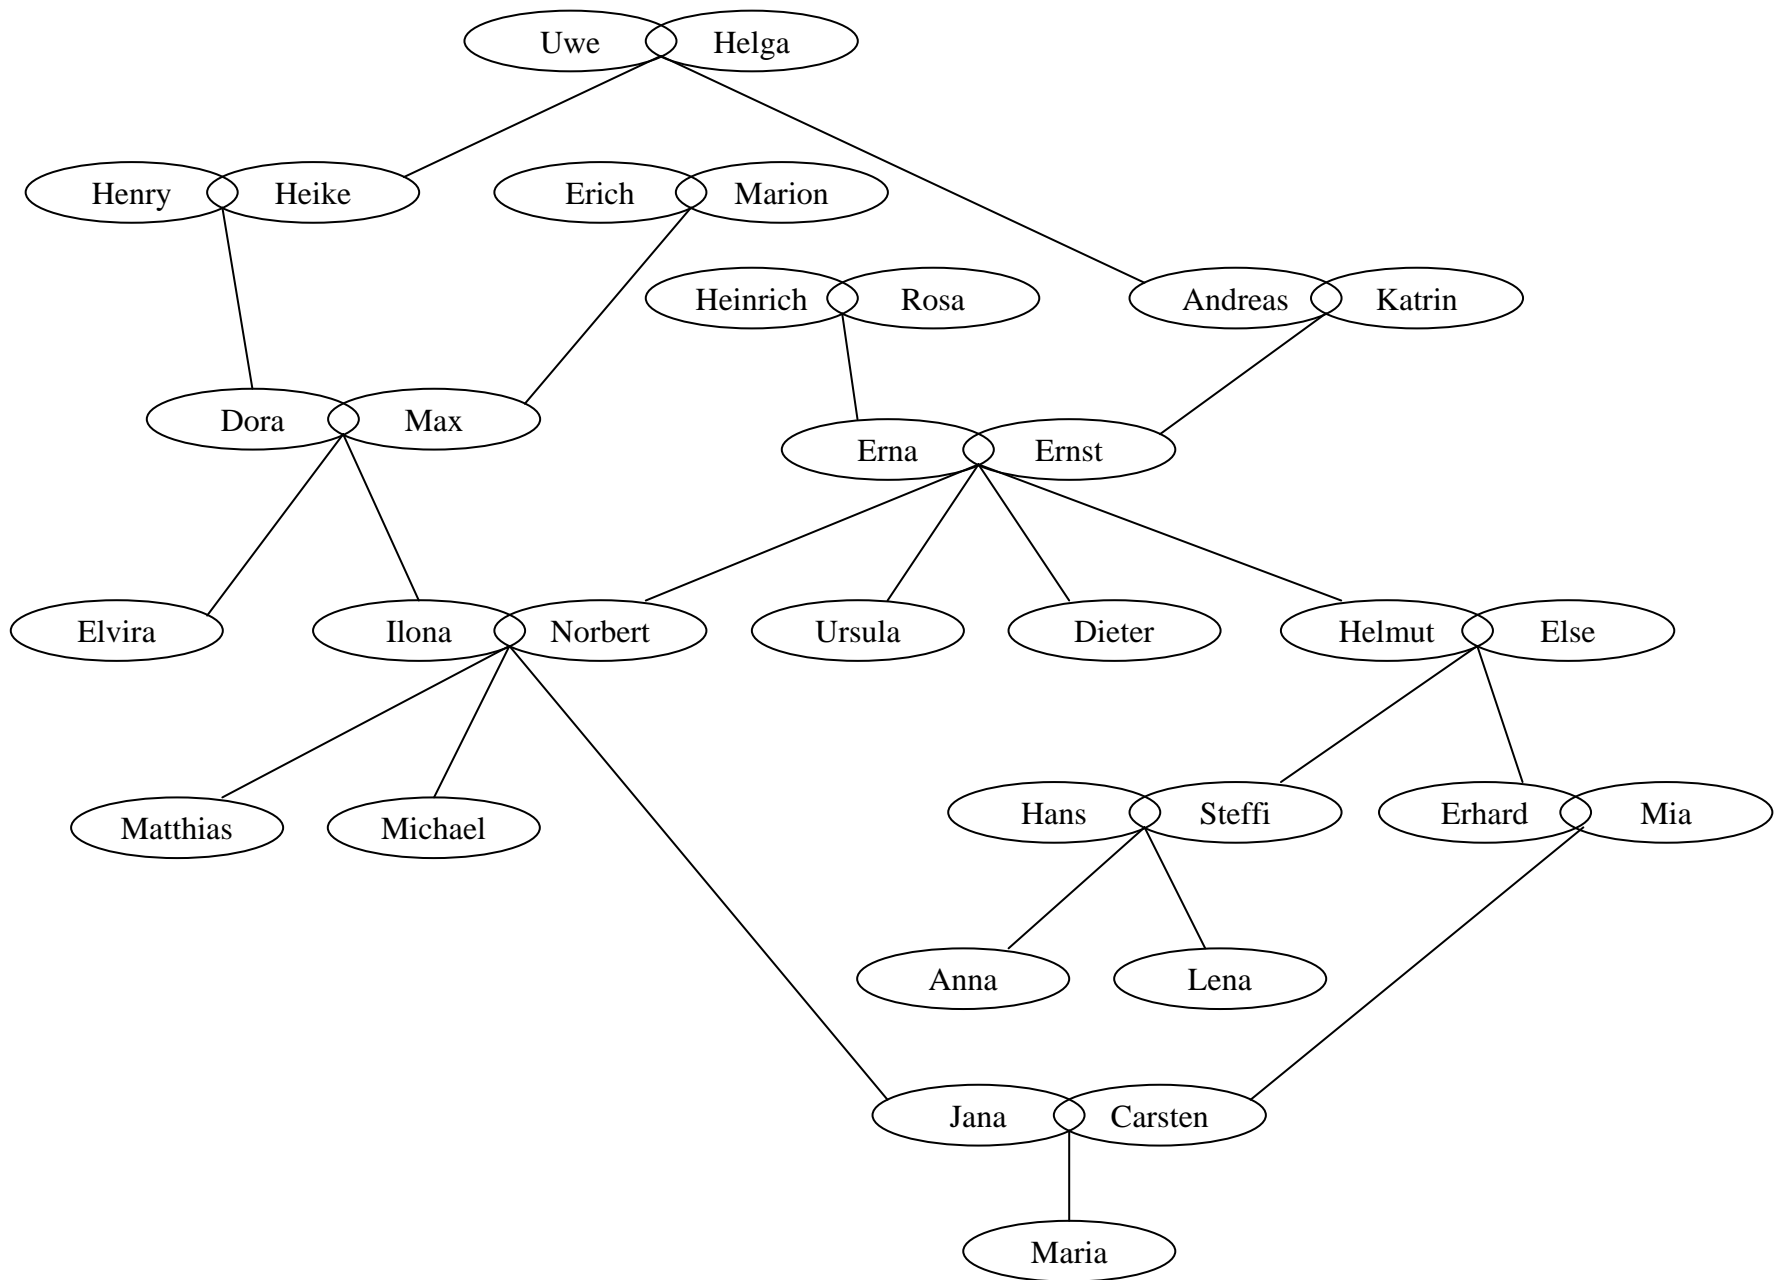 Uwe Helga
Henry Heike Erich Marion
Heinrich Rosa Andreas Katrin
Dora Max
Erna Ernst
Elvira Ilona Norbert Ursula Dieter Helmut Else
Hans Steffi Erhard Mia
Matthias Michael
Anna Lena
Jana Carsten
Maria